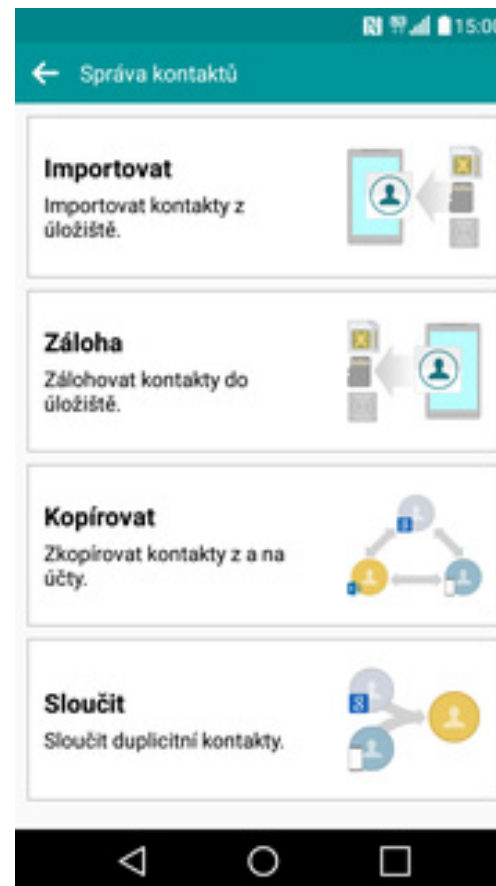 15:00
Správa kontaktů
Importovat
Importovat kontakty z
úložiště.
Záloha
Zálohovat kontakty do
úložiště.
Kopírovat
Zkopírovat kontakty z a na
účty.
Sloučit
Sloučit duplicitní kontakty.